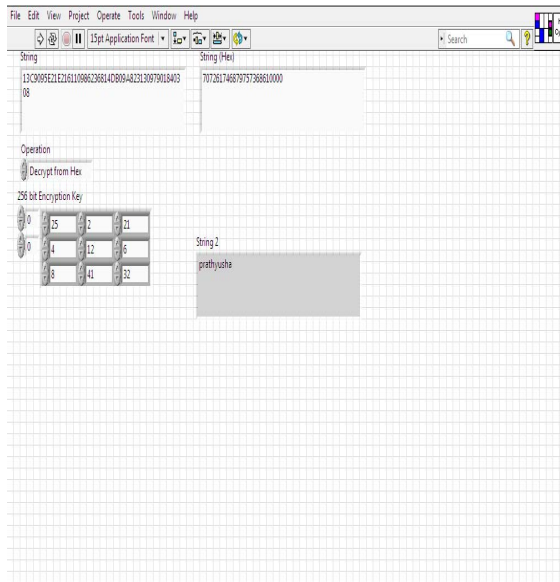 File Edit View Project Operate Tools Window Help
15pt Application Font
Search
String
String (Hex)
13C9095E21E216110986236814DB09A823130979018403
08
707261746879757368610000
Operation
Decrypt from Hex
256 bit Encryption Key
0 25 2 21
0 4 12 6
8 41 32
String 2
prathyusha